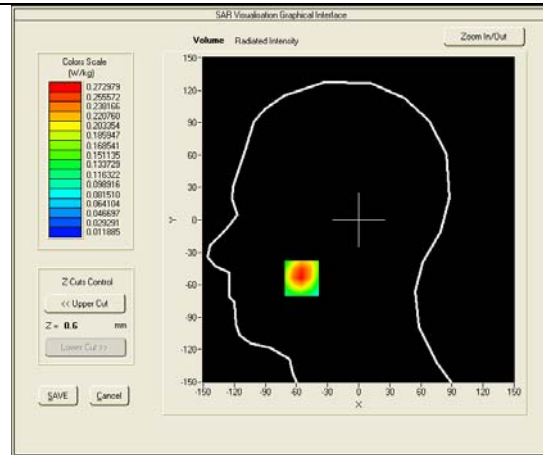 SAR Visualisation Graphical Interface
Volume Radiated Intensity
Zoom In/Out
Colors Scale
(W/kg)
0.272979
0.255572
0.238166
0.220760
0.203354
0.185947
0.168541
0.151135
0.133729
0.116322
0.098916
0.081510
0.064104
0.046697
0.029291
0.011885
Z Cuts Control
<< Upper Cut
Z = 0.6 mm
Lower Cut >>
SAVE Cancel
150-
120-
90-
60-
30-
0-
-30-
-60-
-90-
-120-
-150-
Y
-150 -120 -90 -60 -30 0 30 60 90 120 150
X